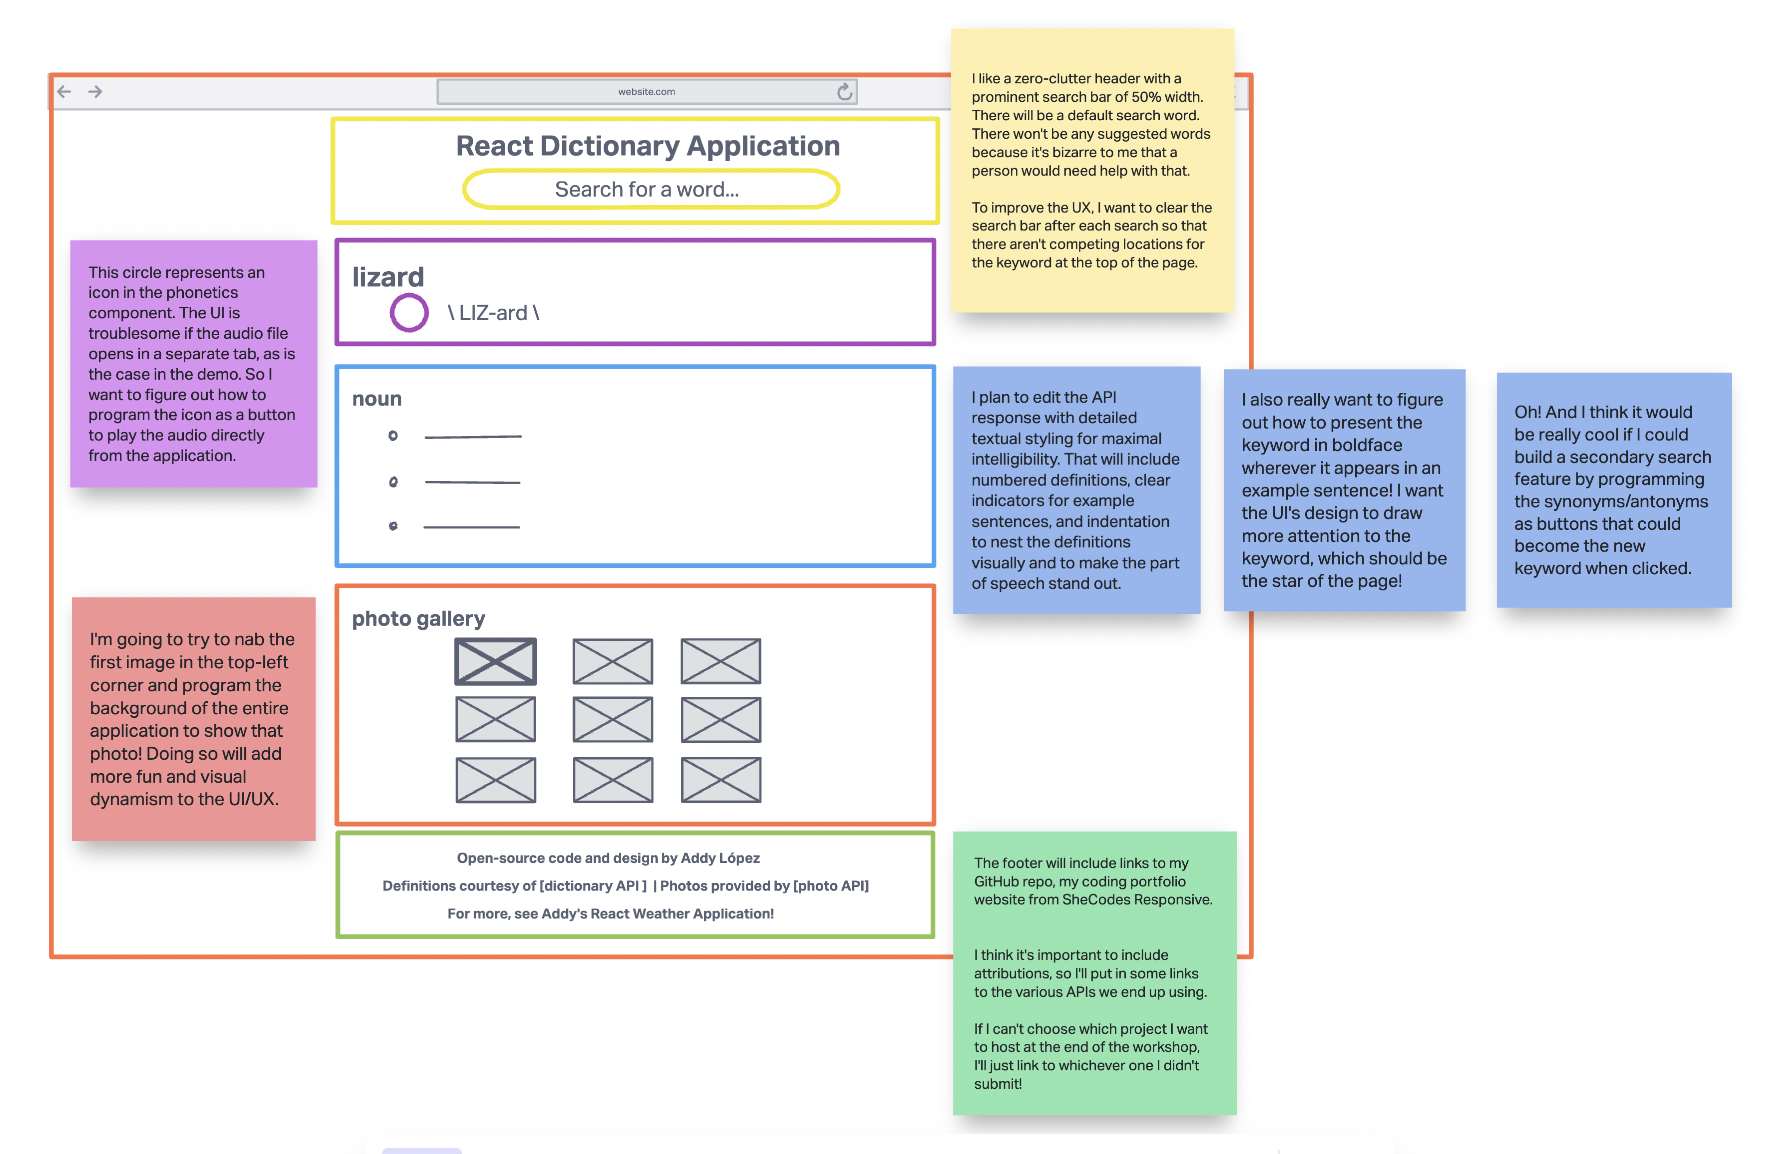 website.com
React Dictionary Application
Search for a word...
lizard
\ LIZ-ard \
noun
photo gallery
Open-source code and design by Addy López
Definitions courtesy of [dictionary API ] | Photos provided by [photo API]
For more, see Addy's React Weather Application!
I like a zero-clutter header with a
prominent search bar of 50% width.
There will be a default search word.
There won't be any suggested words
because it's bizarre to me that a
person would need help with that.
To improve the UX, I want to clear the
search bar after each search so that
there aren't competing locations for
the keyword at the top of the page.
This circle represents an
icon in the phonetics
component. The UI is
troublesome if the audio file
opens in a separate tab, as is
the case in the demo. So I
want to figure out how to
program the icon as a button
to play the audio directly
from the application.
I plan to edit the API
response with detailed
textual styling for maximal
intelligibility. That will include
numbered definitions, clear
indicators for example
sentences, and indentation
to nest the definitions
visually and to make the part
of speech stand out.
I also really want to figure
out how to present the
keyword in boldface
wherever it appears in an
example sentence! I want
the UI's design to draw
more attention to the
keyword, which should be
the star of the page!
Oh! And I think it would
be really cool if I could
build a secondary search
feature by programming
the synonyms/antonyms
as buttons that could
become the new
keyword when clicked.
I'm going to try to nab the
first image in the top-left
corner and program the
background of the entire
application to show that
photo! Doing so will add
more fun and visual
dynamism to the UI/UX.
The footer will include links to my
GitHub repo, my coding portfolio
website from SheCodes Responsive.
I think it's important to include
attributions, so I'll put in some links
to the various APIs we end up using.
If I can't choose which project I want
to host at the end of the workshop,
I'll just link to whichever one I didn't
submit!